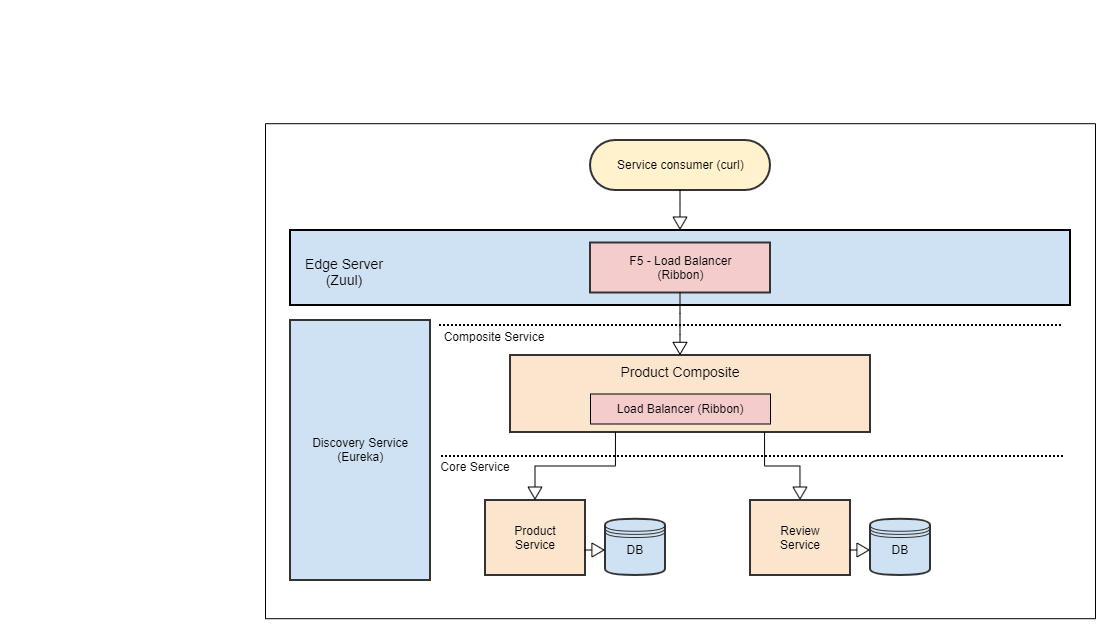 Service consumer (curl)
Edge Server
(Zuul)
F5 - Load Balancer
(Ribbon)
Composite Service
Product Composite
Load Balancer (Ribbon)
Discovery Service
(Eureka)
Core Service
Product
Service
DB
Review
Service
DB